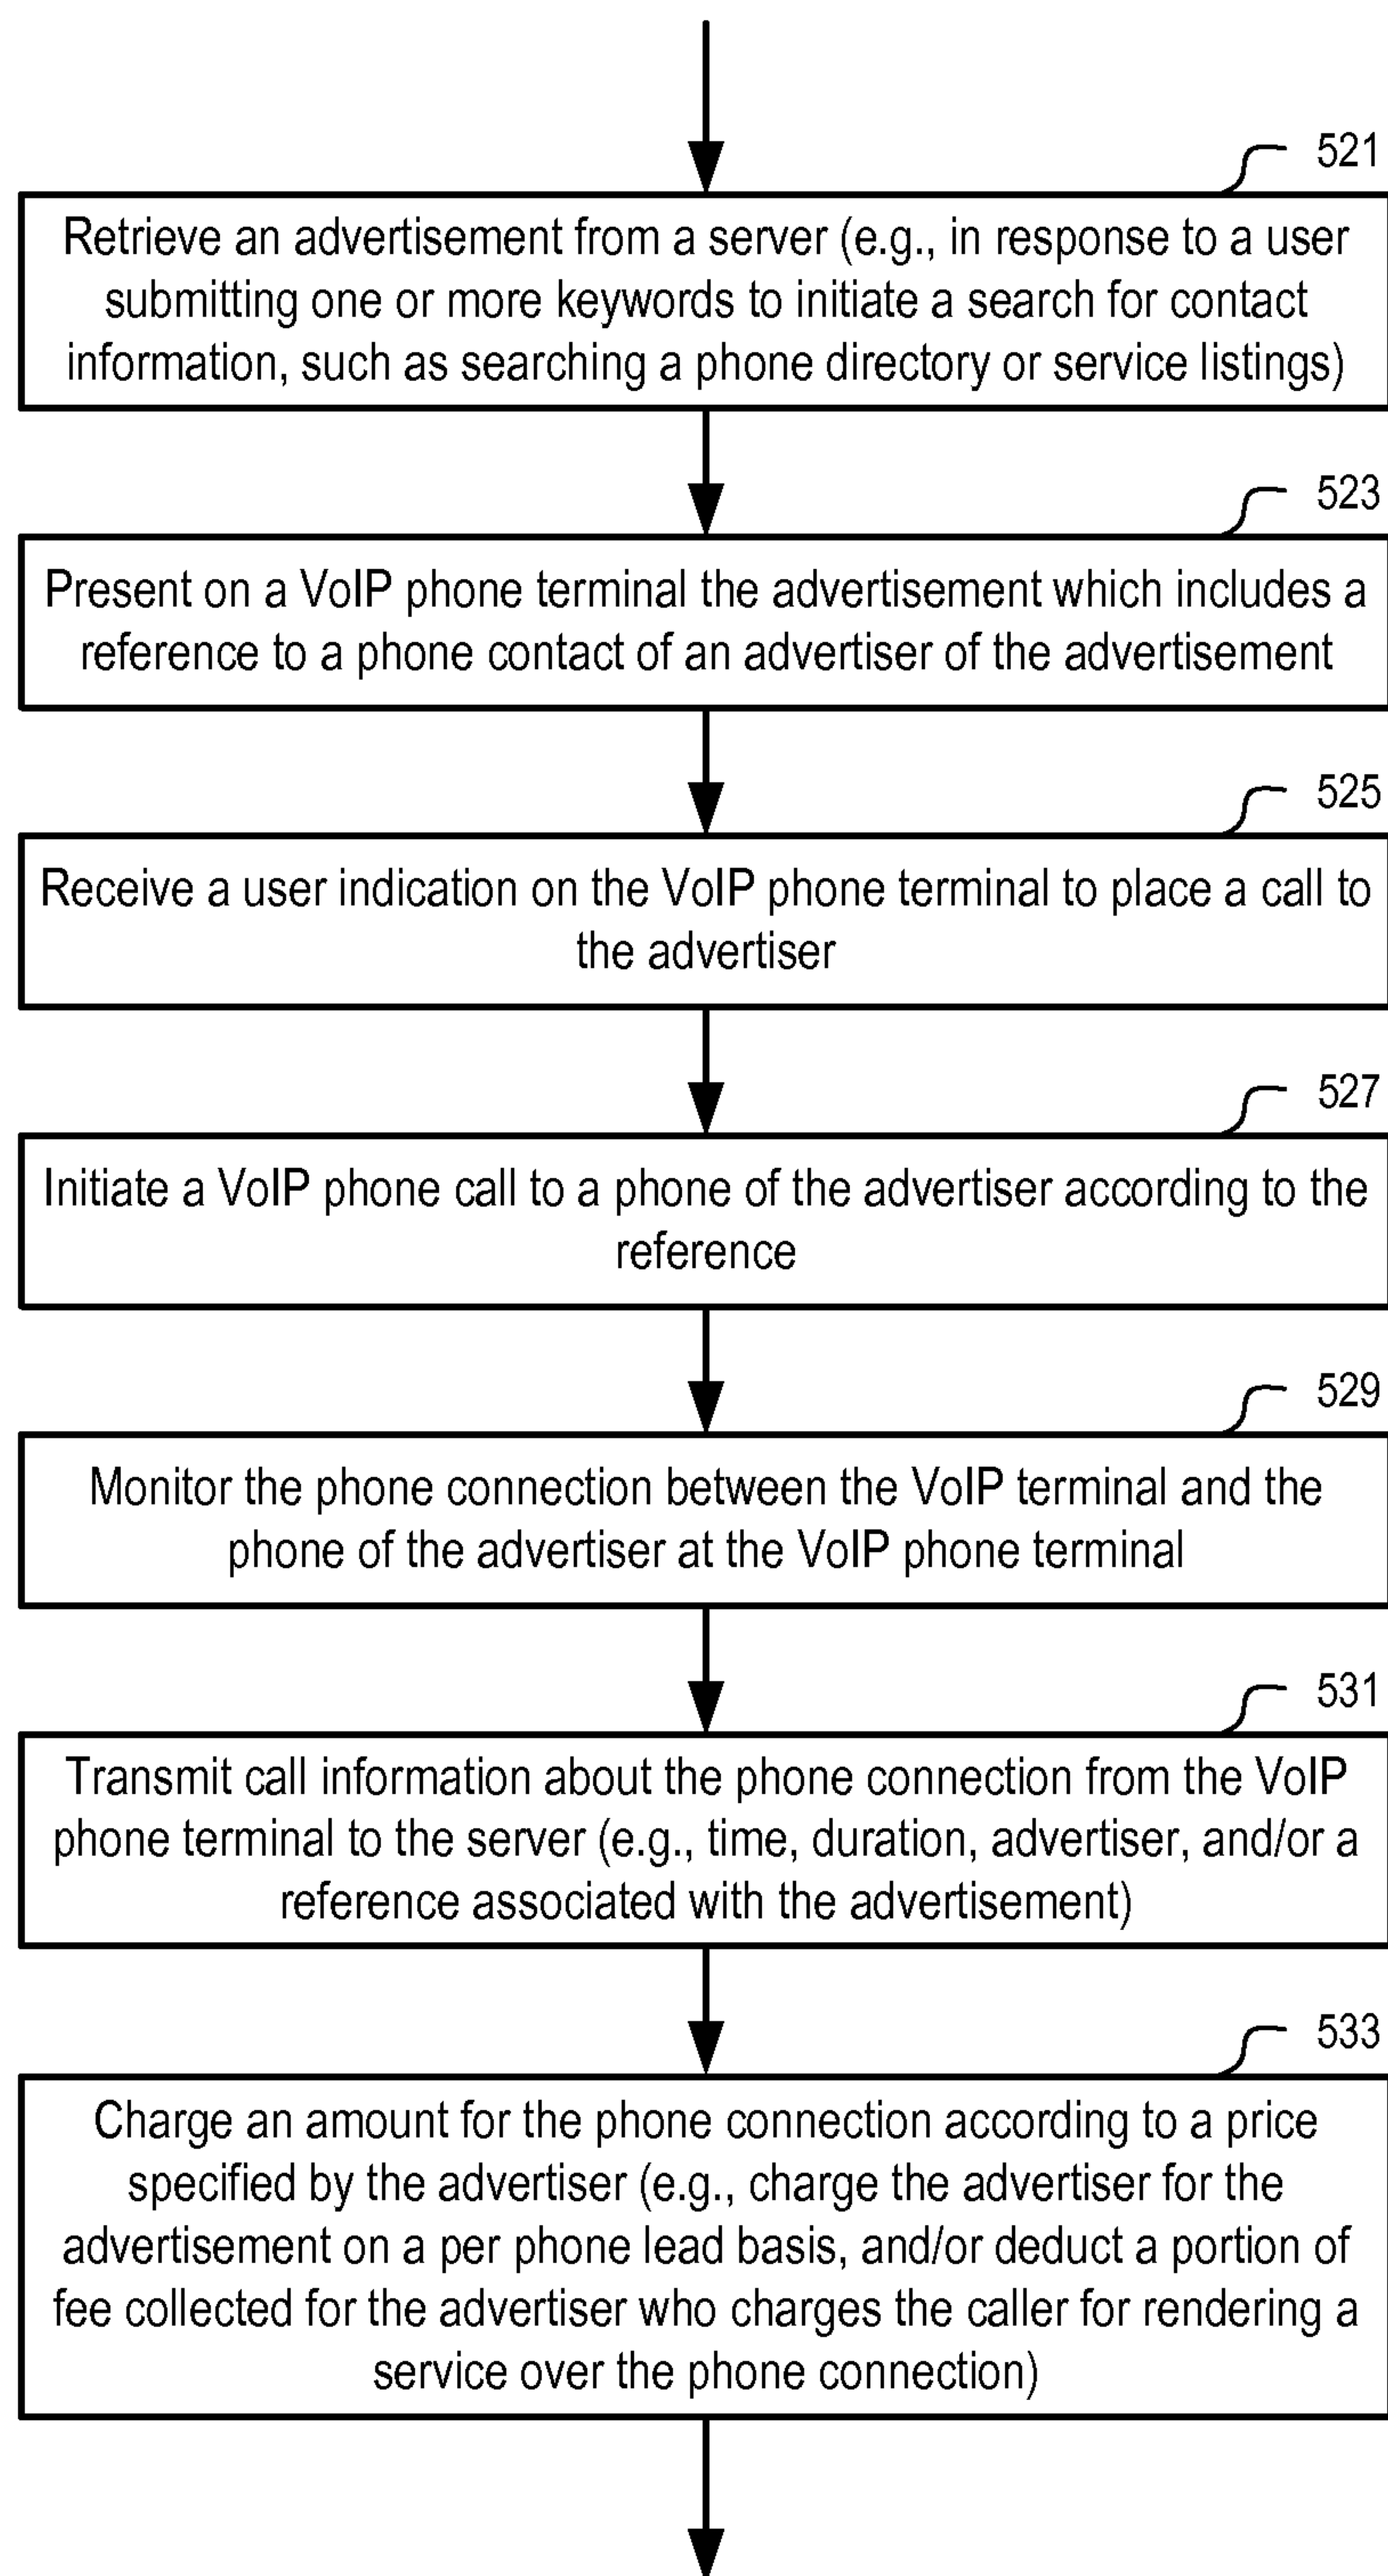 521
Retrieve an advertisement from a server (e.g., in response to a user
submitting one or more keywords to initiate a search for contact
information, such as searching a phone directory or service listings)
523
Present on a VoIP phone terminal the advertisement which includes a
reference to a phone contact of an advertiser of the advertisement
525
Receive a user indication on the VoIP phone terminal to place a call to
the advertiser
527
Initiate a VoIP phone call to a phone of the advertiser according to the
reference
529
Monitor the phone connection between the VoIP terminal and the
phone of the advertiser at the VoIP phone terminal
531
Transmit call information about the phone connection from the VoIP
phone terminal to the server (e.g., time, duration, advertiser, and/or a
reference associated with the advertisement)
533
Charge an amount for the phone connection according to a price
specified by the advertiser (e.g., charge the advertiser for the
advertisement on a per phone lead basis, and/or deduct a portion of
fee collected for the advertiser who charges the caller for rendering a
service over the phone connection)